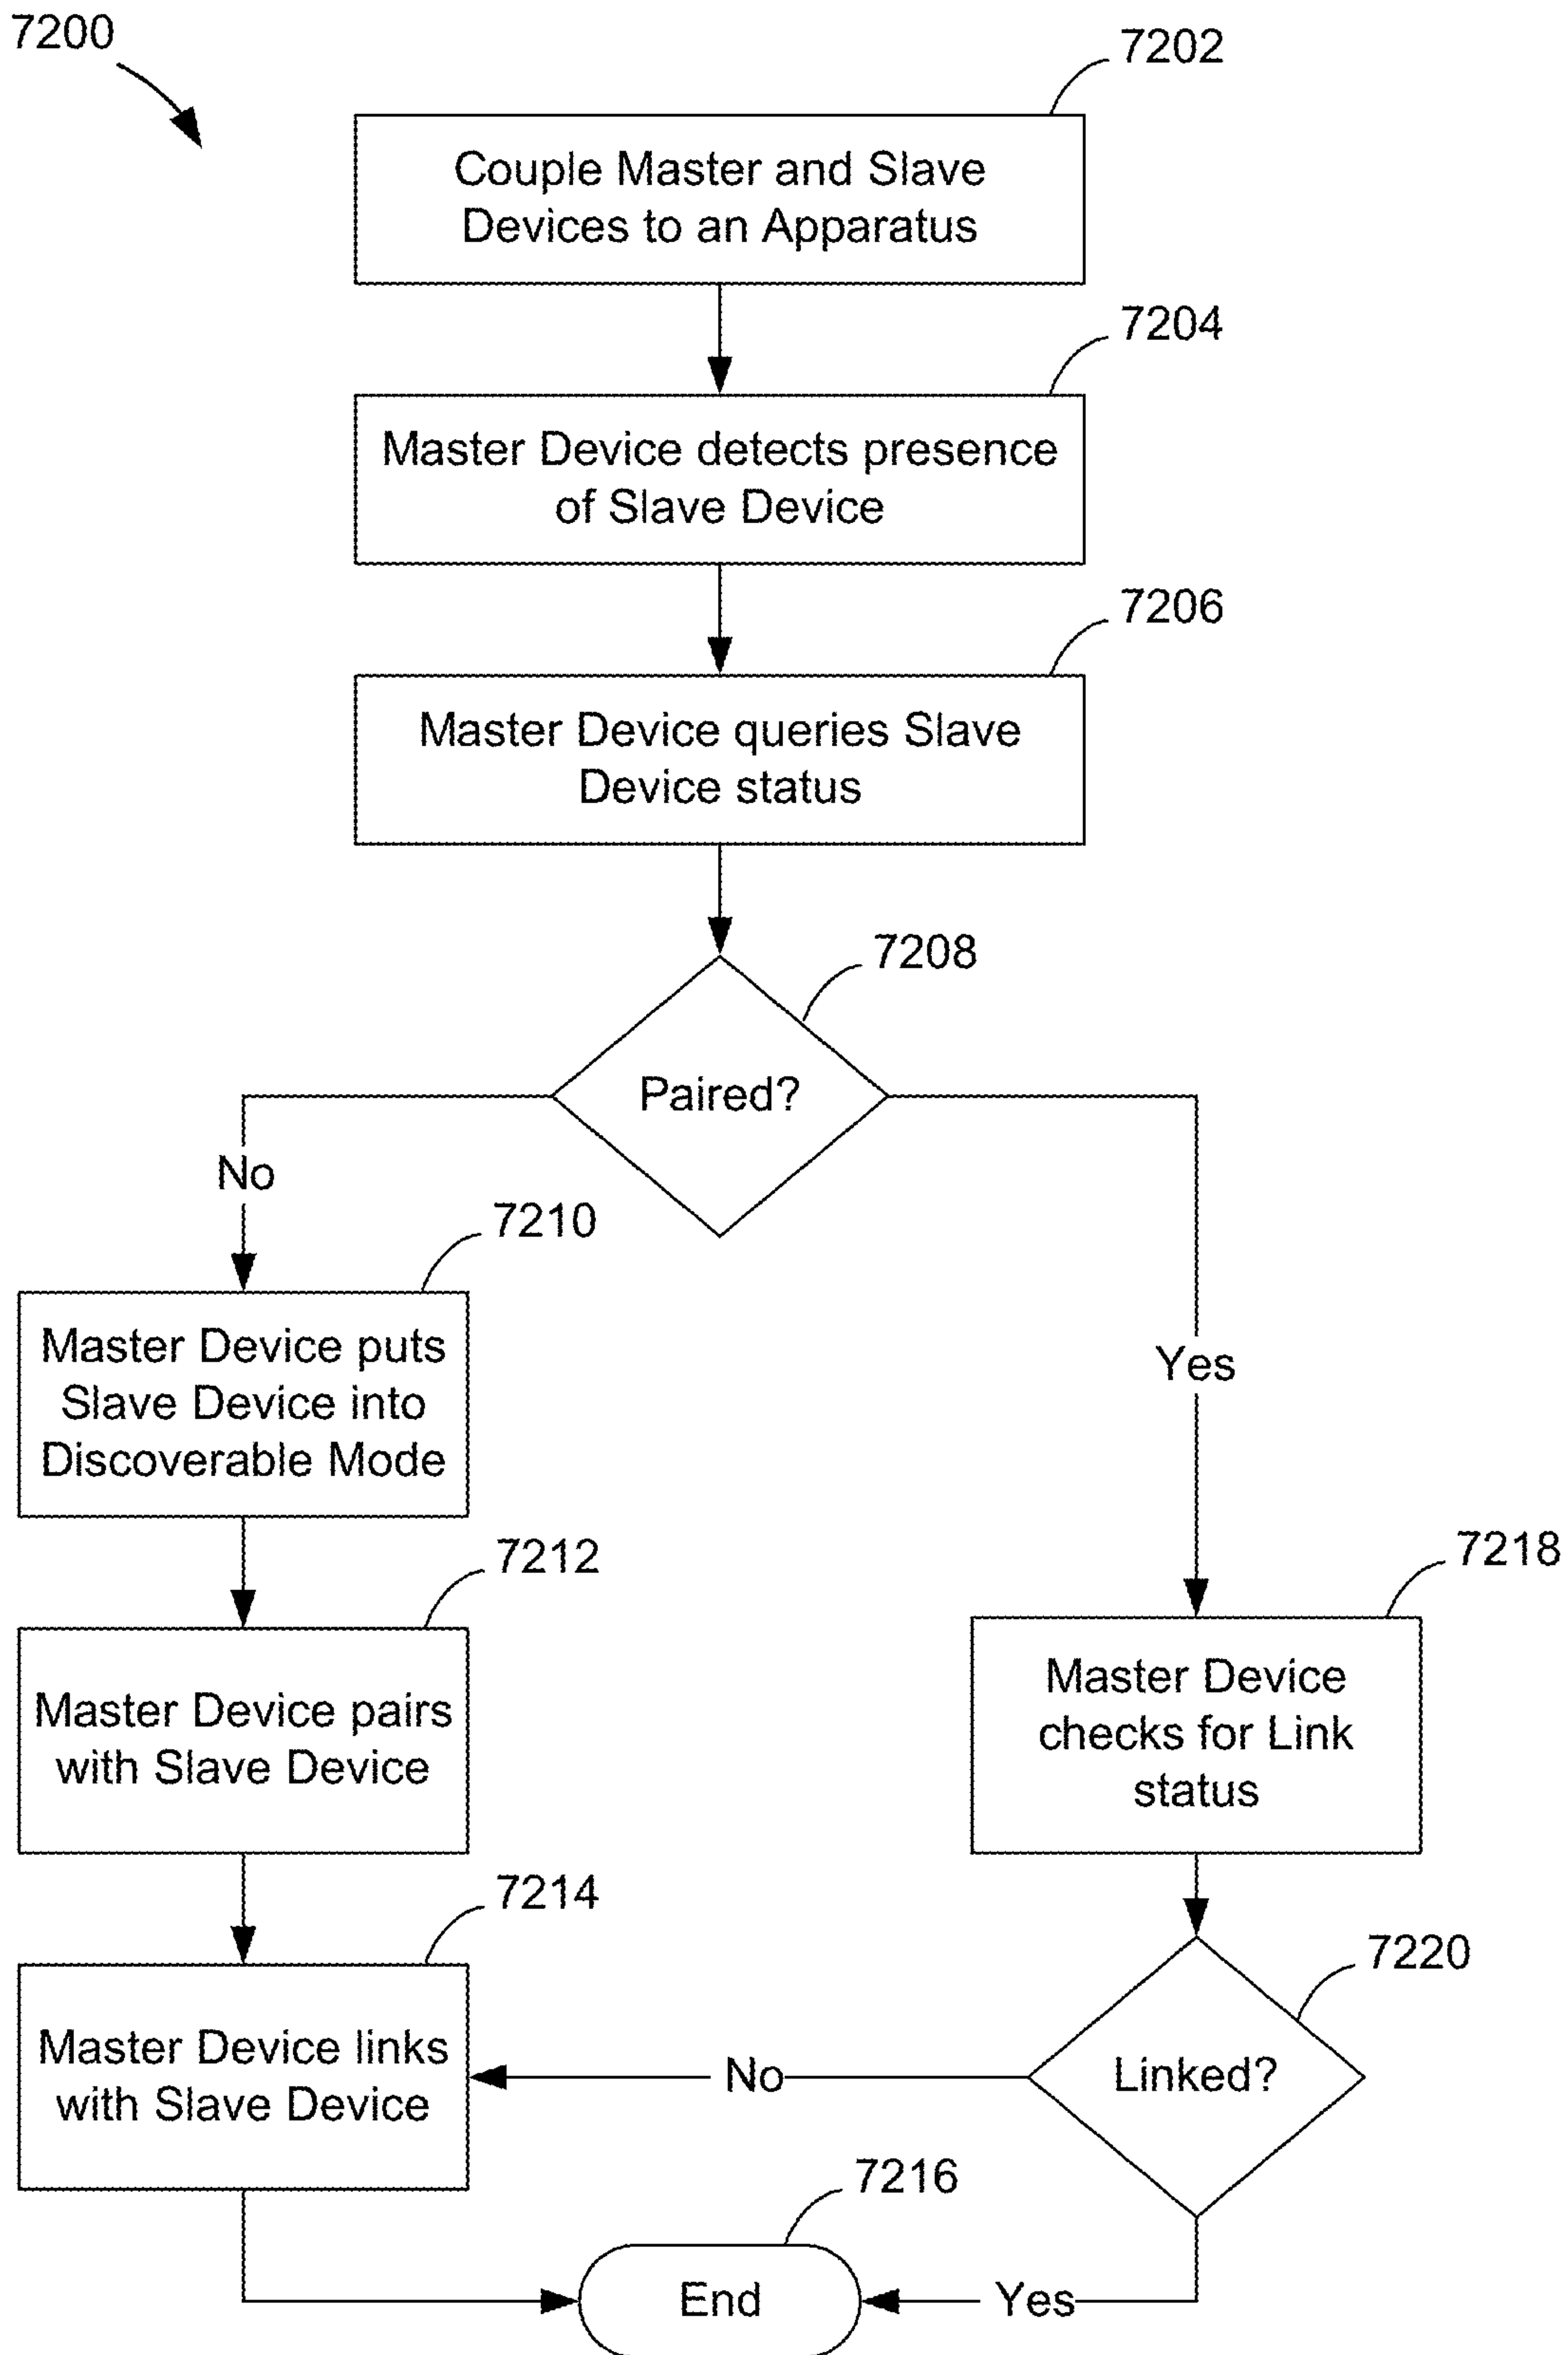 7200
7202
Couple Master and Slave
Devices to an Apparatus
7204
Master Device detects presence
of Slave Device
7206
Master Device queries Slave
Device status
7208
Paired?
No
Yes
7210
Master Device puts
Slave Device into
Discoverable Mode
7212
Master Device pairs
with Slave Device
7218
Master Device
checks for Link
status
7214
Master Device links
with Slave Device
7220
Linked?
No
7216
End
Yes